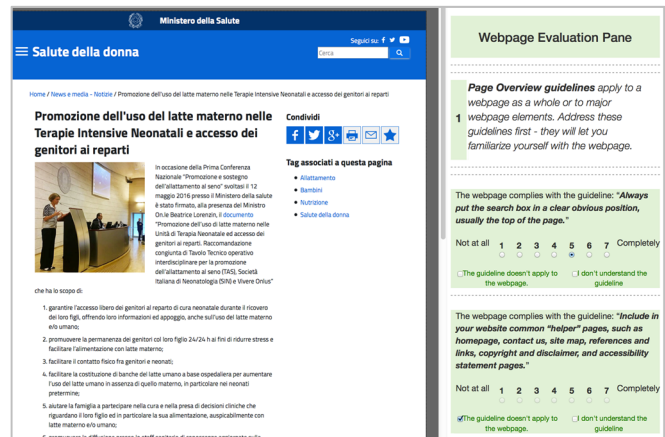 Ministero della Salute
Seguici su:
Salute della donna
Cerca
Home / News e media - Notizie / Promozione dell'uso del latte materno nelle Terapie Intensive Neonatali e accesso dei genitori ai reparti
Promozione dell'uso del latte materno nelle
Terapie Intensive Neonatali e accesso dei
genitori ai reparti
In occasione della Prima Conferenza
Nazionale "Promozione e sostegno
dell'allattamento al seno" svoltasi il 12
maggio 2016 presso il Ministero della salute
è stato firmato, alla presenza del Ministro
On.le Beatrice Lorenzin, il documento
"Promozione dell'uso di latte materno nelle
Unità di Terapia Neonatale ed accesso dei
genitori ai reparti. Raccomandazione
congiunta di Tavolo Tecnico operativo
interdisciplinare per la promozione
dell'allattamento al seno (TAS), Società
Italiana di Neonatologia (SIN) e Vivere Onlus"
che ha lo scopo di:
1. garantire l'accesso libero dei genitori al reparto di cura neonatale durante il ricovero
dei loro figli, offrendo loro informazioni ed appoggio, anche sull'uso del latte materno
e/o umano;
2. promuovere la permanenza dei genitori col loro figlio 24/24 h ai fini di ridurre stress e
facilitare l'alimentazione con latte materno;
3. facilitare il contatto fisico fra genitori e neonati;
4. facilitare la costituzione di banche del latte umano a base ospedaliera per aumentare
l'uso del latte umano in assenza di quello materno, in particolare nei neonati
pretermine;
5. aiutare la famiglia a partecipare nella cura e nella presa di decisioni cliniche che
riguardano il loro figlio ed in particolare la sua alimentazione, auspicabilmente con
latte materno e/o umano;
Condividi
Tag associati a questa pagina
Allattamento
Bambini
Nutrizione
Salute della donna
Webpage Evaluation Pane
1
Page Overview guidelines apply to a
webpage as a whole or to major
webpage elements. Address these
guidelines first - they will let you
familiarize yourself with the webpage.
The webpage complies with the guideline: "Always
put the search box in a clear obvious position,
usually the top of the page."
Not at all 1 2 3 4 5 6 7 Completely
The guideline doesn't apply to
the webpage.
I don't understand the
guideline
The webpage complies with the guideline: "Include in
your website common "helper" pages, such as
homepage, contact us, site map, references and
links, copyright and disclaimer, and accessibility
statement pages."
Not at all 1 2 3 4 5 6 7 Completely
The guideline doesn't apply to
the webpage.
I don't understand the
guideline